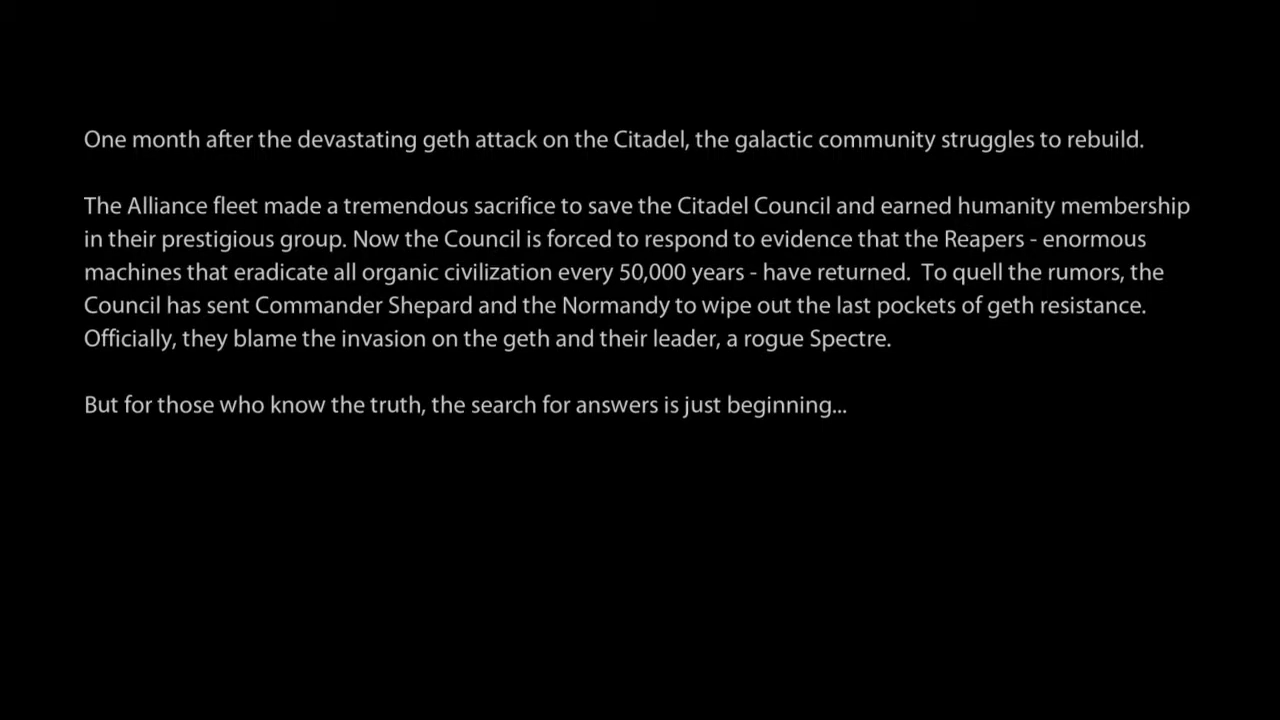 One month after the devastating geth attack on the Citadel, the galactic community struggles to rebuild.
The Alliance fleet made a tremendous sacrifice to save the Citadel Council and earned humanity membership
in their prestigious group. Now the Council is forced to respond to evidence that the Reapers - enormous
machines that eradicate all organic civilization every 50,000 years - have returned.  To quell the rumors, the
Council has sent Commander Shepard and the Normandy to wipe out the last pockets of geth resistance.
Officially, they blame the invasion on the geth and their leader, a rogue Spectre.
But for those who know the truth, the search for answers is just beginning...